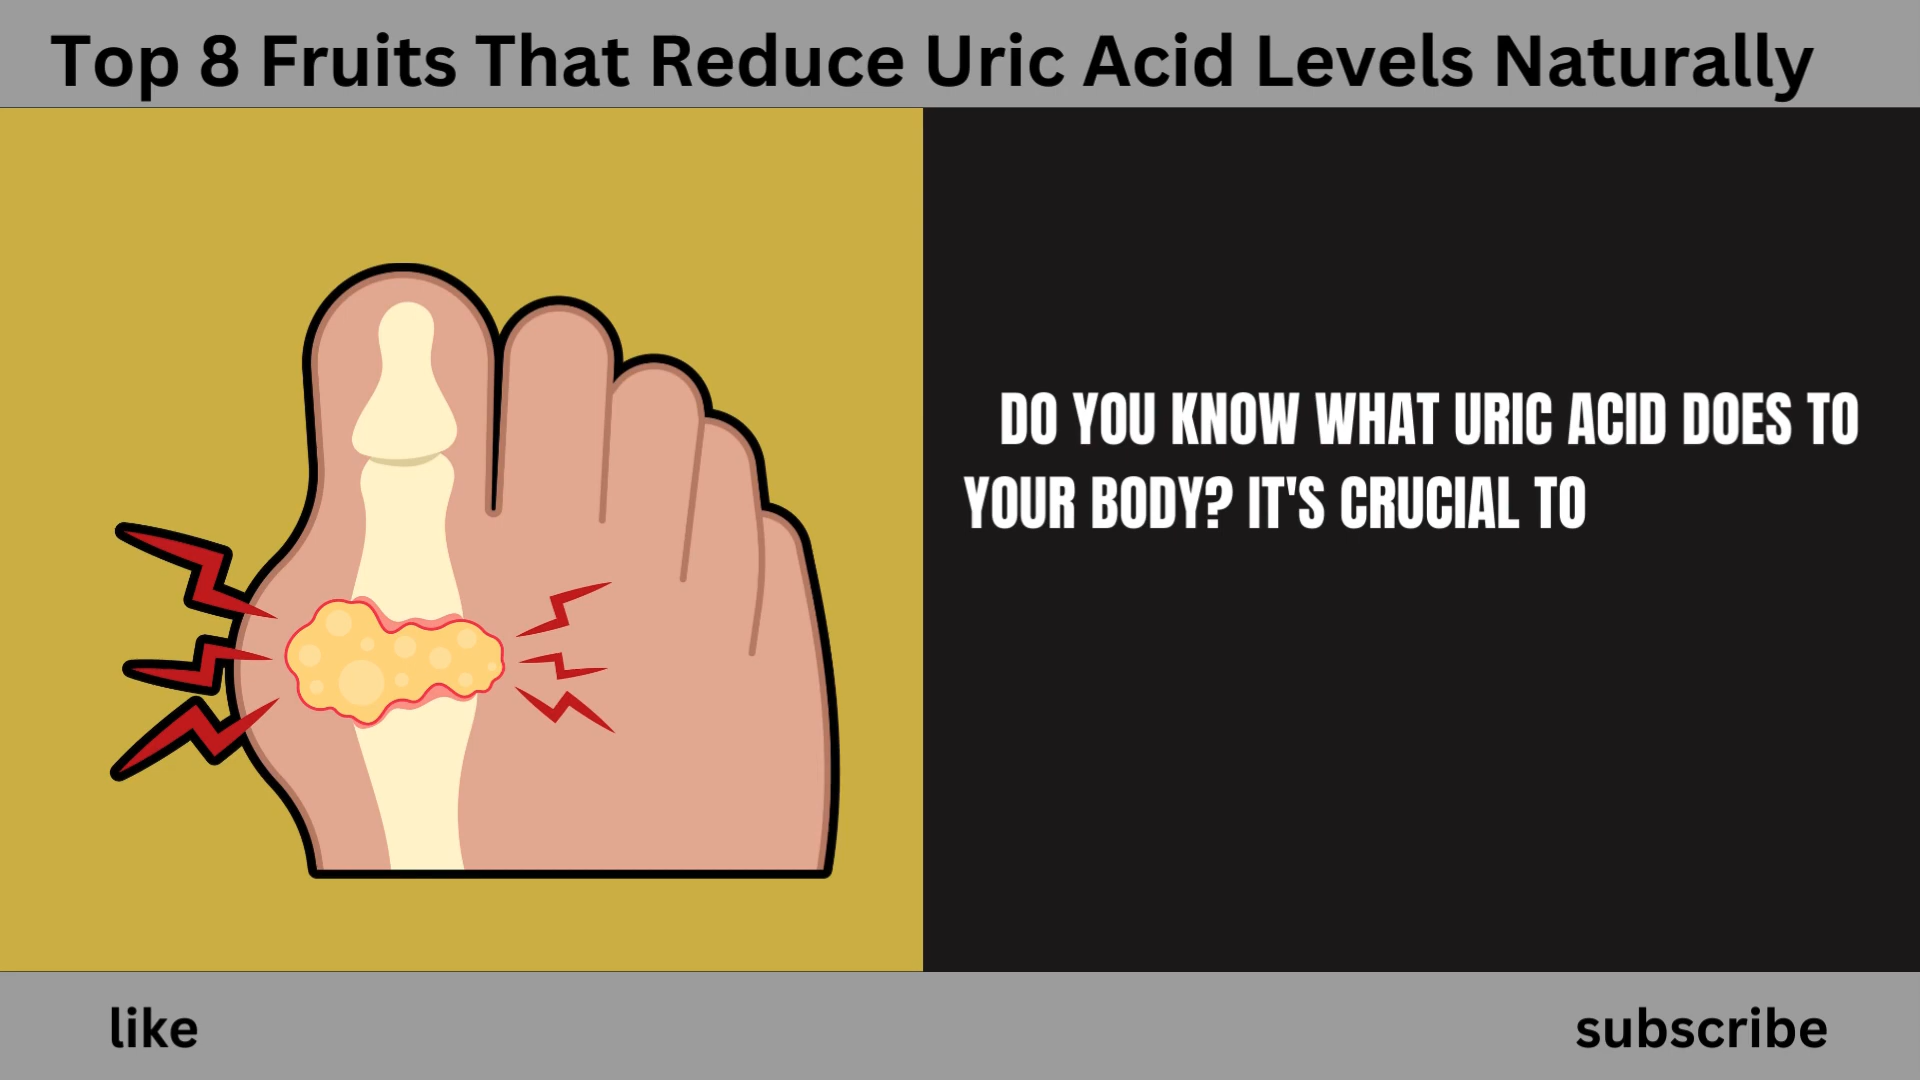 Top 8 Fruits That Reduce Uric Acid Levels Naturally
DO YOU KNOW WHAT URIC ACID DOES TO
YOUR BODY? IT'S CRUCIAL TO
like
subscribe